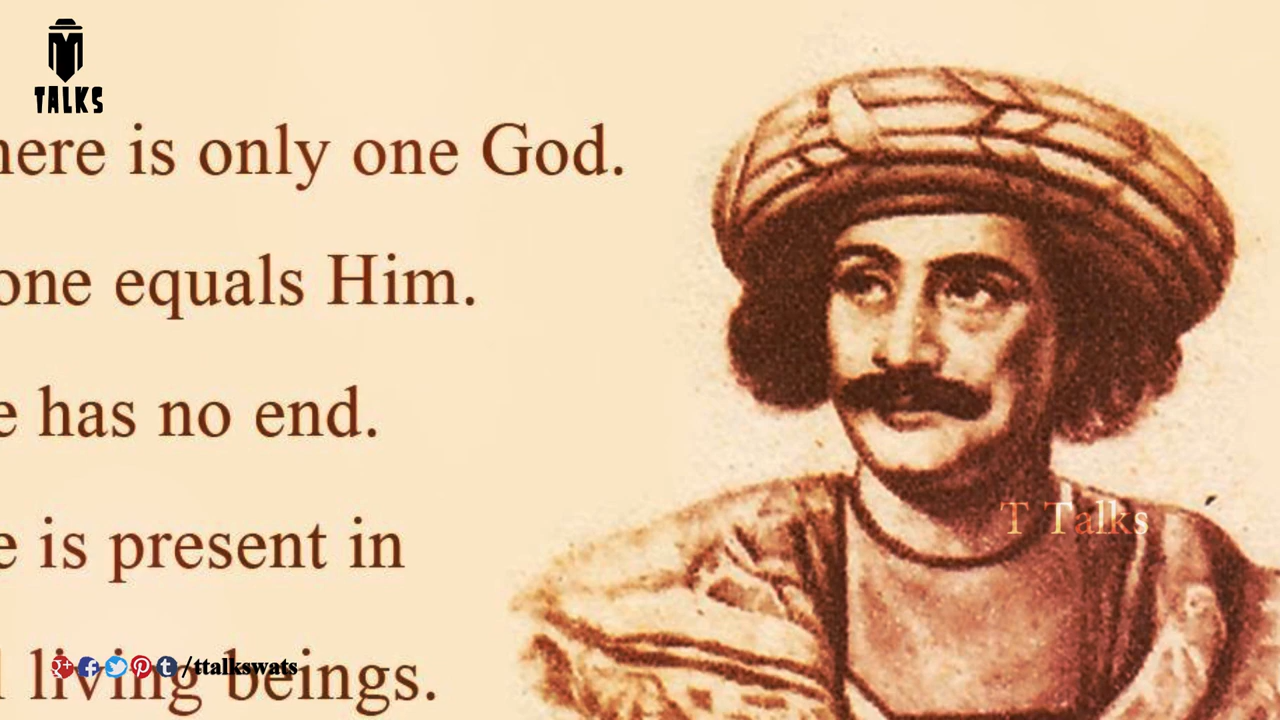 TALKS
here is only one God.
one equals Him.
e has no end.
e is present in
l living beings.
T Talks
/ttalkswats